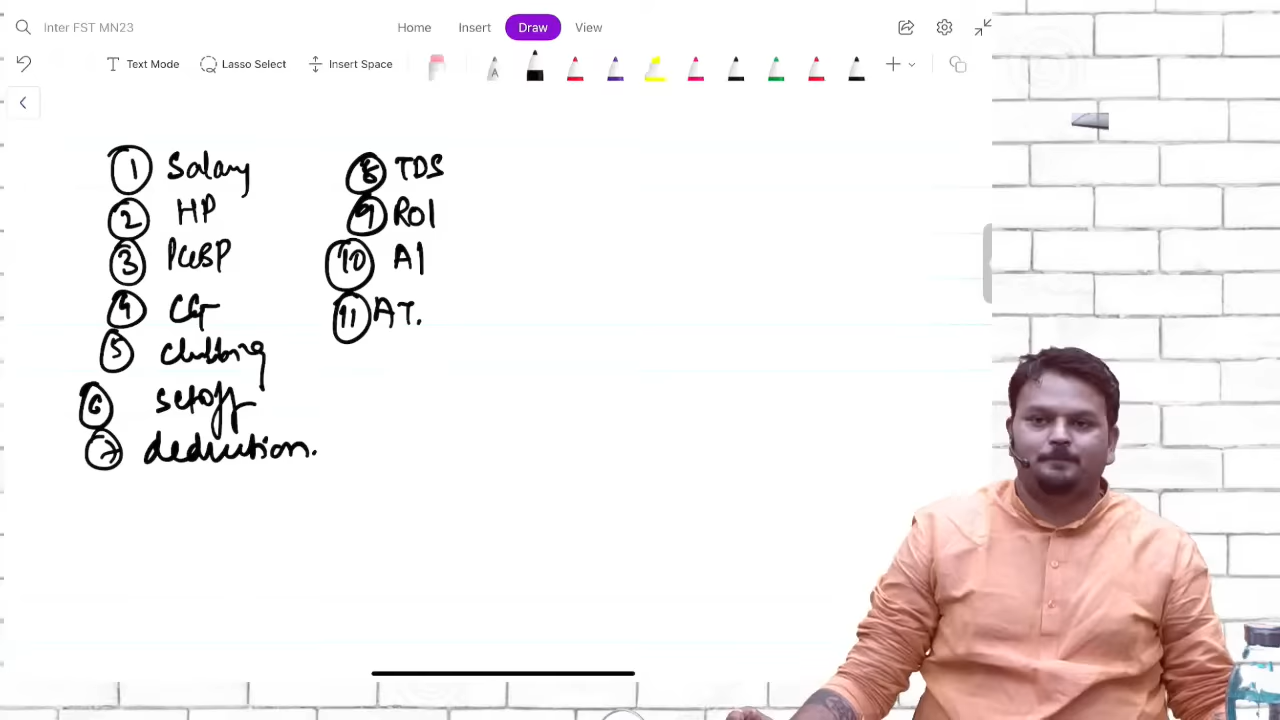 Inter FST MN23
Home Insert Draw View
Text Mode Lasso Select Insert Space
A
1 Salary
2 HP
3 PGBP
4 CG
5 clubbing
6 setoff
7 deduction.
8 TDS
9 ROI
10 AI
11 AT.